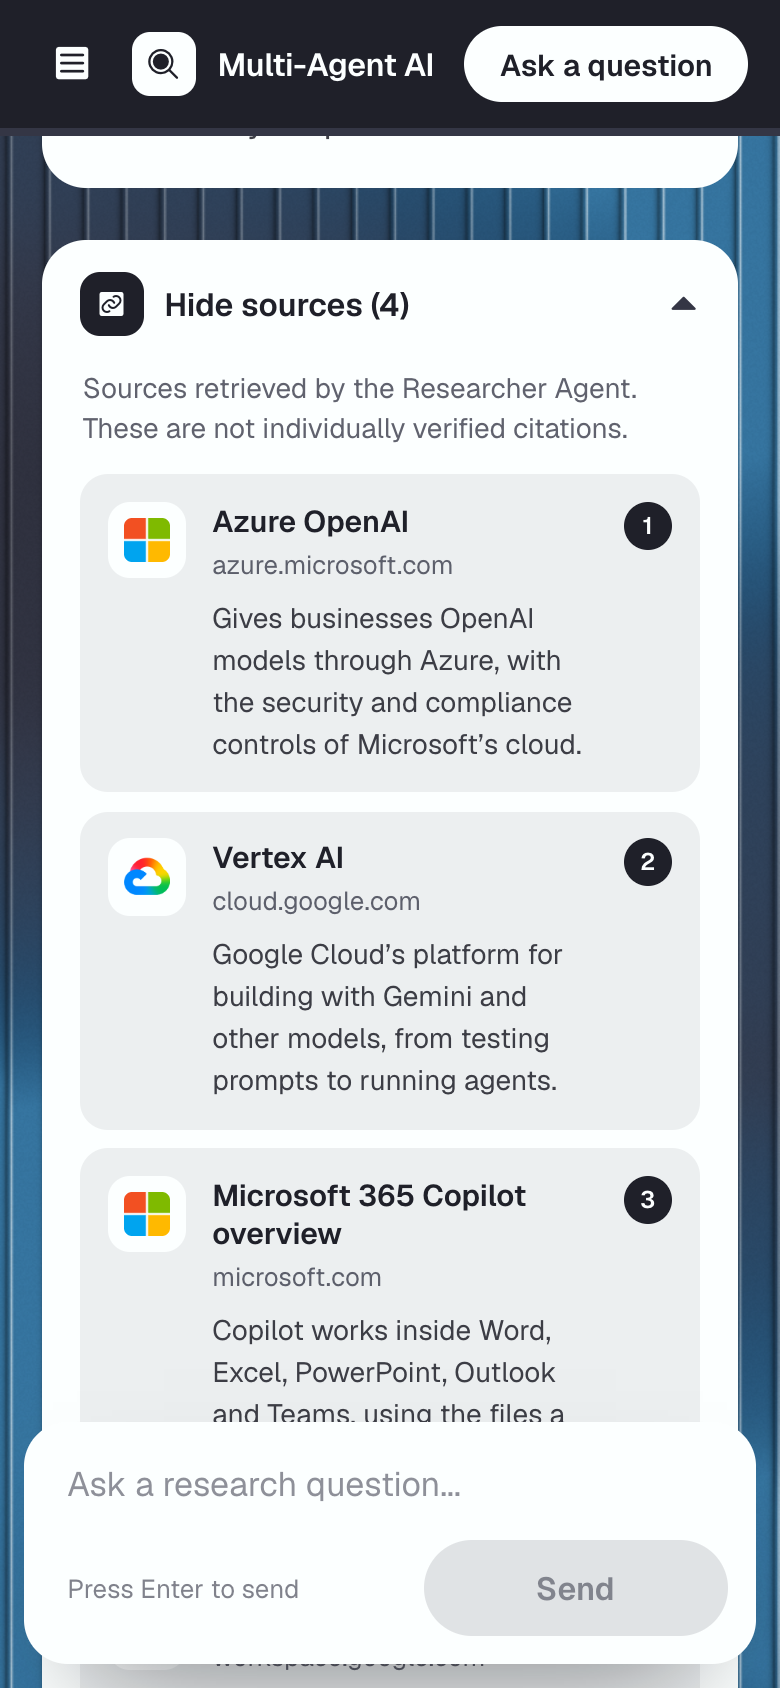 Multi-Agent AI
Ask a question
Hide sources (4)
Sources retrieved by the Researcher Agent.
These are not individually verified citations.
Azure OpenAI
1
azure.microsoft.com
Gives businesses OpenAI
models through Azure, with
the security and compliance
controls of Microsoft’s cloud.
Vertex AI
2
cloud.google.com
Google Cloud’s platform for
building with Gemini and
other models, from testing
prompts to running agents.
Microsoft 365 Copilot
overview
3
microsoft.com
Copilot works inside Word,
Excel, PowerPoint, Outlook
and Teams, using the files a
Ask a research question...
Press Enter to send
Send
workspace.google.com